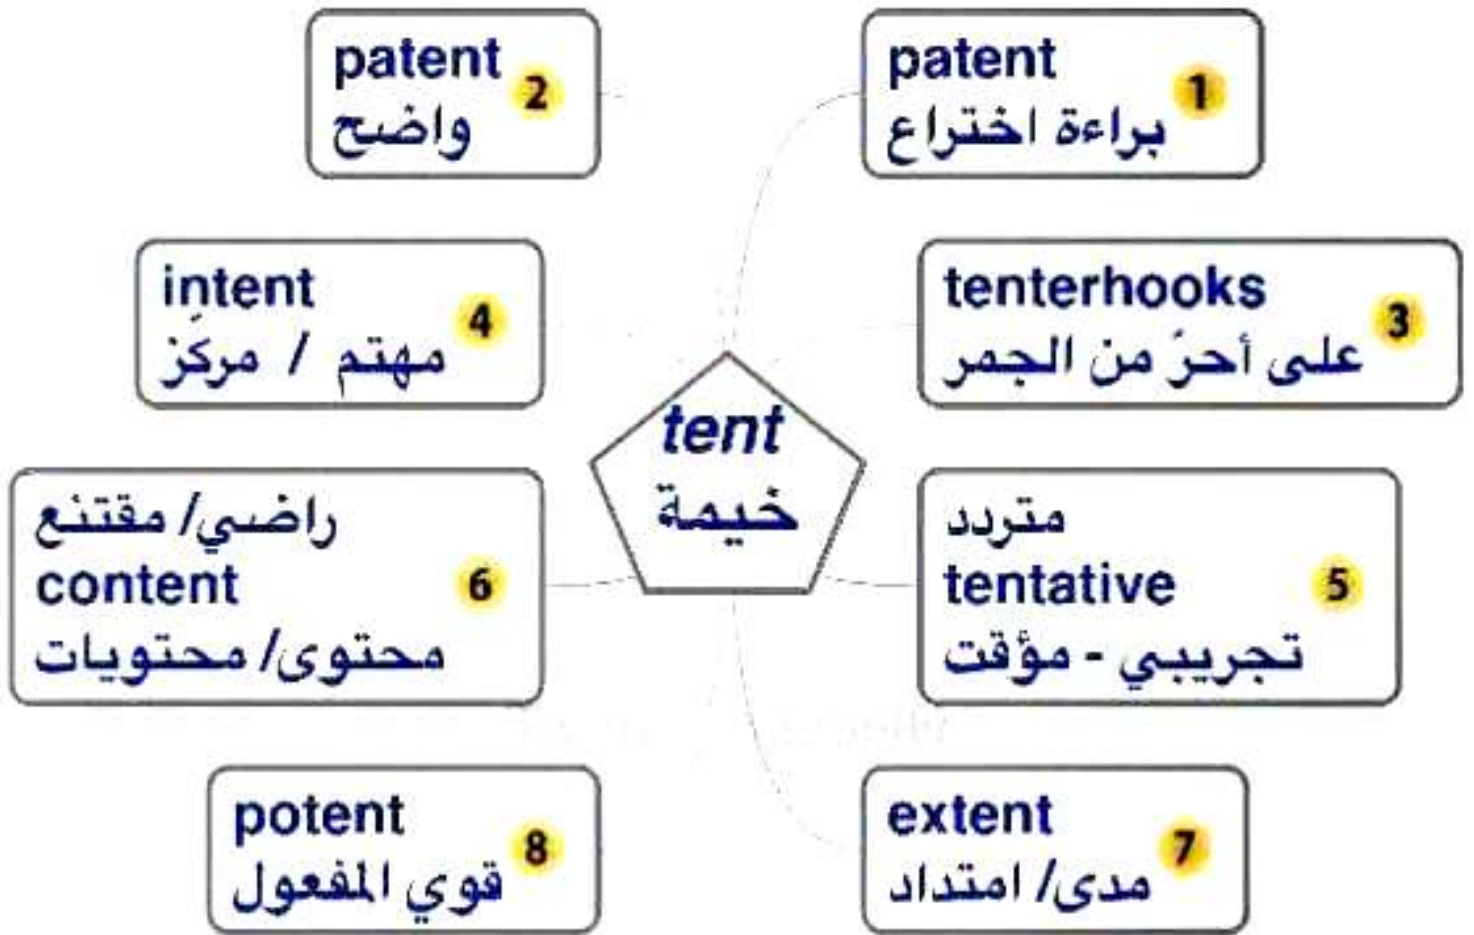 tent
خيمة
patent
براءة اختراع
1
patent
واضح
2
tenterhooks
على أحرّ من الجمر
3
intent
مهتم / مركّز
4
متردد
tentative
تجريبي - مؤقت
5
راضي/ مقتنع
content
محتوى/ محتويات
6
extent
مدى/ امتداد
7
potent
قوي المفعول
8